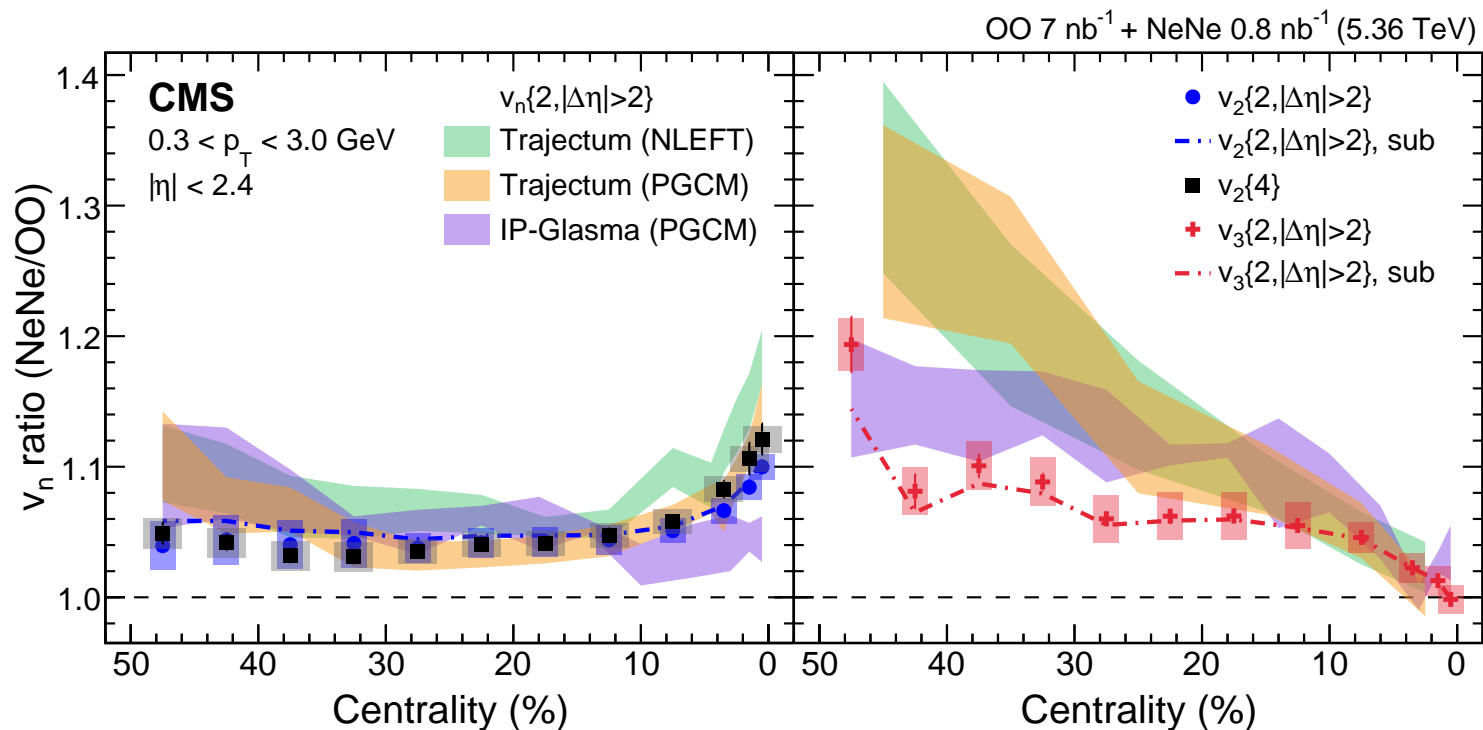 OO 7 nb⁻¹ + NeNe 0.8 nb⁻¹ (5.36 TeV)
CMS
0.3 < p_T < 3.0 GeV
|η| < 2.4
v_n{2,|Δη|>2}
Trajectum (NLEFT)
Trajectum (PGCM)
IP-Glasma (PGCM)
v_2{2,|Δη|>2}
v_2{2,|Δη|>2}, sub
v_2{4}
v_3{2,|Δη|>2}
v_3{2,|Δη|>2}, sub
v_n ratio (NeNe/OO)
1.4
1.3
1.2
1.1
1.0
50 40 30 20 10 0
50 40 30 20 10 0
Centrality (%)
Centrality (%)